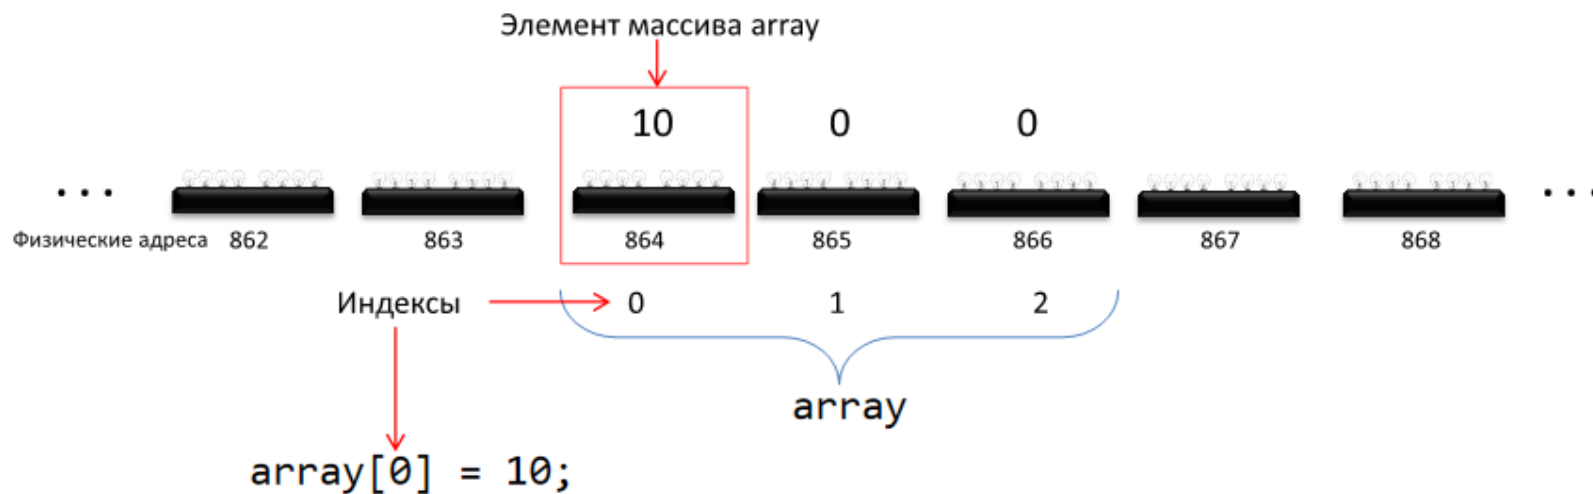 Элемент массива array
10 0 0
... ...
Физические адреса 862 863 864 865 866 867 868
Индексы 0 1 2
array
array[0] = 10;